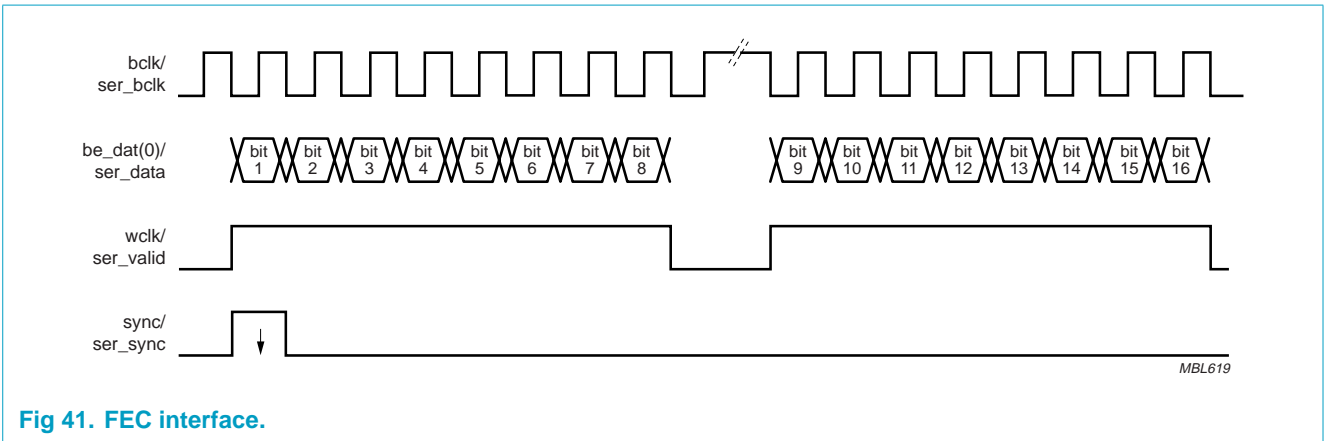 bclk/
ser_bclk
be_dat(0)/
ser_data
bit bit bit bit bit bit bit bit bit bit bit bit bit bit bit bit
1 2 3 4 5 6 7 8 9 10 11 12 13 14 15 16
wclk/
ser_valid
sync/
ser_sync
MBL619
Fig 41. FEC interface.